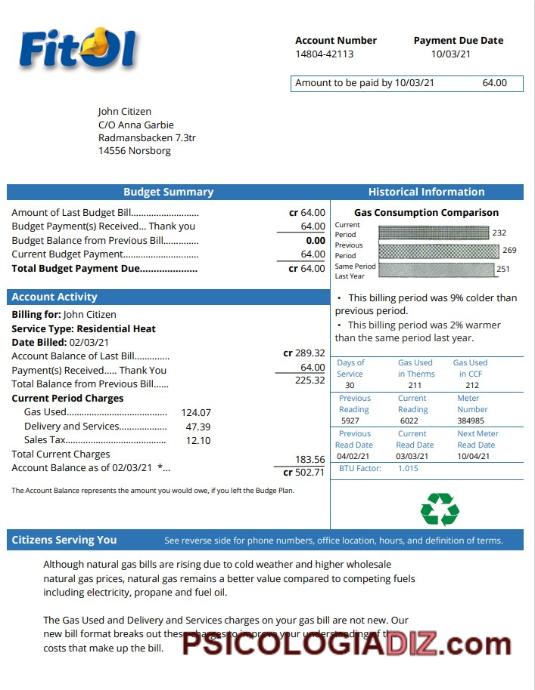 FitOl
Account Number Payment Due Date
14804-42113 10/03/21
Amount to be paid by 10/03/21 64.00
John Citizen
C/O Anna Garbie
Radmansbacken 7.3tr
14556 Norsborg
Budget Summary
Amount of Last Budget Bill........................ cr 64.00
Budget Payment(s) Received... Thank you 64.00
Budget Balance from Previous Bill............ 0.00
Current Budget Payment......................... 64.00
Total Budget Payment Due.................... cr 64.00
Historical Information
Gas Consumption Comparison
Current Period 232
Previous Period 269
Same Period Last Year 251
• This billing period was 9% colder than
previous period.
• This billing period was 2% warmer
than the same period last year.
Account Activity
Billing for: John Citizen
Service Type: Residential Heat
Date Billed: 02/03/21
Account Balance of Last Bill................... cr 289.32
Payment(s) Received..... Thank You 64.00
Total Balance from Previous Bill...... 225.32
Current Period Charges
Gas Used.................................... 124.07
Delivery and Services................... 47.39
Sales Tax.................................... 12.10
Total Current Charges 183.56
Account Balance as of 02/03/21 *... cr 502.71
The Account Balance represents the amount you would owe, if you left the Budge Plan.
Days of Service Gas Used in Therms Gas Used in CCF
30 211 212
Previous Reading Current Reading Meter Number
5927 6022 384985
Previous Read Date Current Read Date Next Meter Read Date
04/02/21 03/03/21 10/04/21
BTU Factor: 1.015
Citizens Serving You See reverse side for phone numbers, office location, hours, and definition of terms.
Although natural gas bills are rising due to cold weather and higher wholesale
natural gas prices, natural gas remains a better value compared to competing fuels
including electricity, propane and fuel oil.
The Gas Used and Delivery and Services charges on your gas bill are not new. Our
new bill format breaks out these charges to improve your understanding of the
costs that make up the bill.
PSICOLOGIADIZ.com